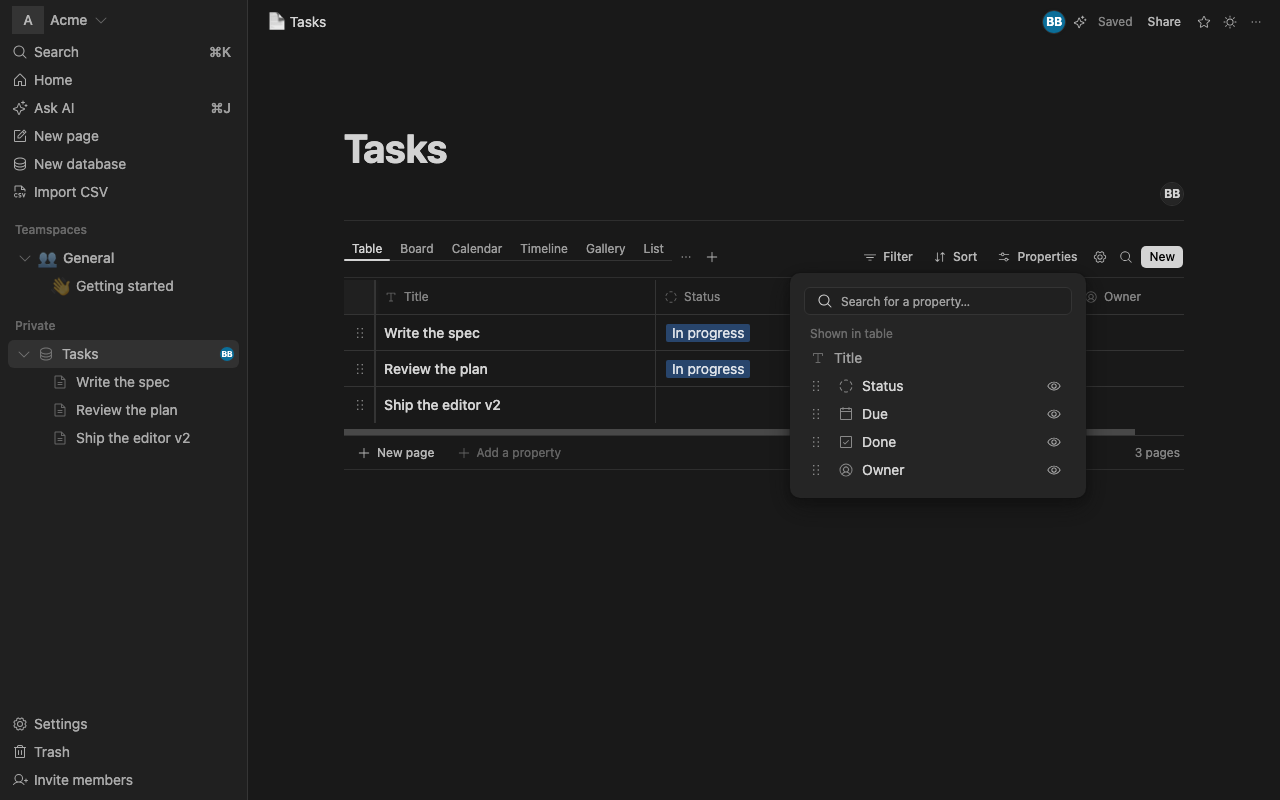 A Acme
Search ⌘K
Home
Ask AI ⌘J
New page
New database
CSV Import CSV
Teamspaces
General
Getting started
Private
Tasks BB
Write the spec
Review the plan
Ship the editor v2
Settings
Trash
Invite members
Tasks
BB Saved Share
Tasks
BB
Table Board Calendar Timeline Gallery List
Filter Sort Properties New
Title Status Owner
Write the spec In progress
Review the plan In progress
Ship the editor v2
New page Add a property 3 pages
Search for a property...
Shown in table
Title
Status
Due
Done
Owner